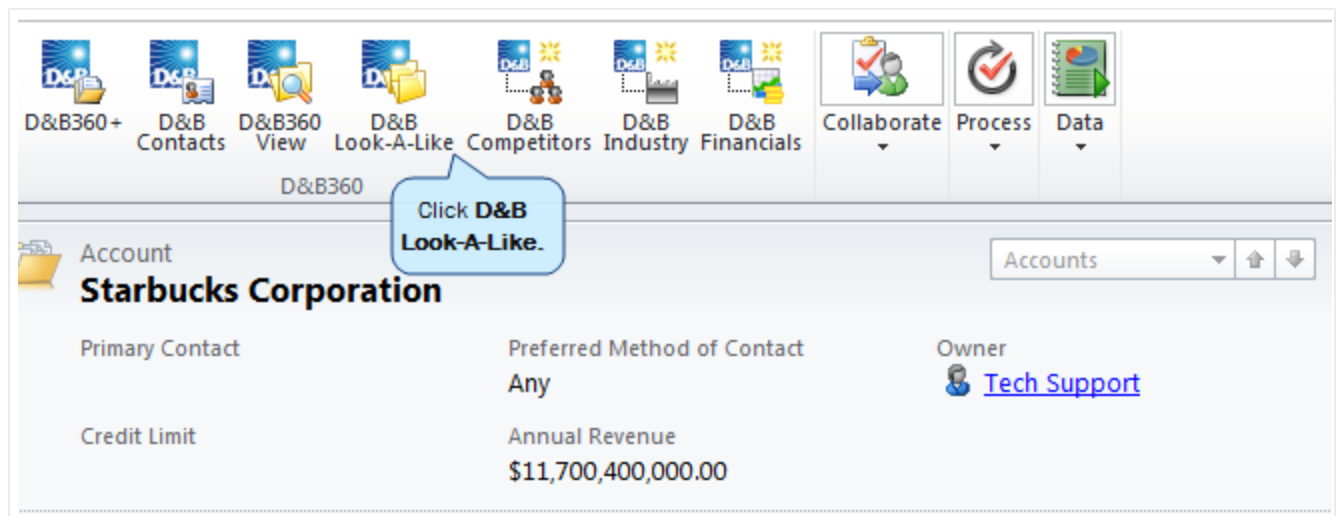 D&B D&B D&B D&B D&B D&B D&B
D&B360+ D&B D&B360 D&B D&B D&B D&B Collaborate Process Data
Contacts View Look-A-Like Competitors Industry Financials
D&B360
Click D&B
Look-A-Like.
Account
Accounts
Starbucks Corporation
Primary Contact Preferred Method of Contact Owner
Any Tech Support
Credit Limit Annual Revenue
$11,700,400,000.00